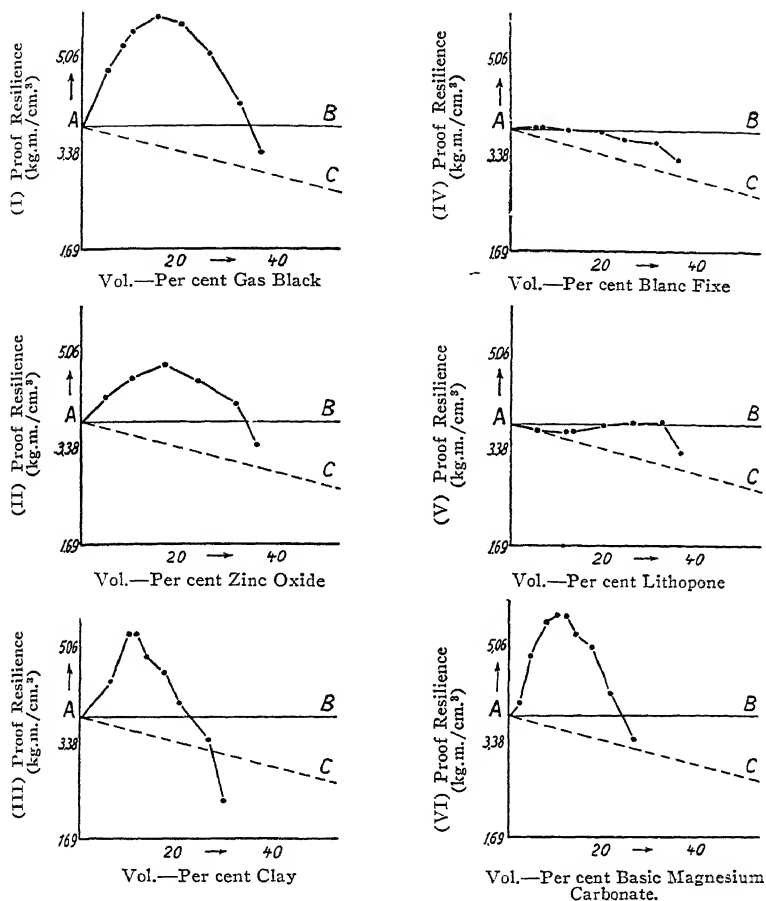 (I) Proof Resilience
(kg.m./cm.³)
5,06
A
3.38
1.69
B
C
20 → 40
Vol.—Per cent Gas Black
(IV) Proof Resilience
(kg.m./cm.³)
5,06
A
3.38
1.69
B
C
20 → 40
Vol.—Per cent Blanc Fixe
(II) Proof Resilience
(kg.m./cm.³)
5.06
A
3.38
1.69
B
C
20 → 40
Vol.—Per cent Zinc Oxide
(V) Proof Resilience
(kg.m./cm.³)
5.06
A
3.38
1.69
B
C
20 → 40
Vol.—Per cent Lithopone
(III) Proof Resilience
(kg.m./cm.³)
5.06
A
3.38
1.69
B
C
20 → 40
Vol.—Per cent Clay
(VI) Proof Resilience
(kg.m./cm.³)
5,06
A
3.38
1,69
B
C
20 → 40
Vol.—Per cent Basic Magnesium
Carbonate.